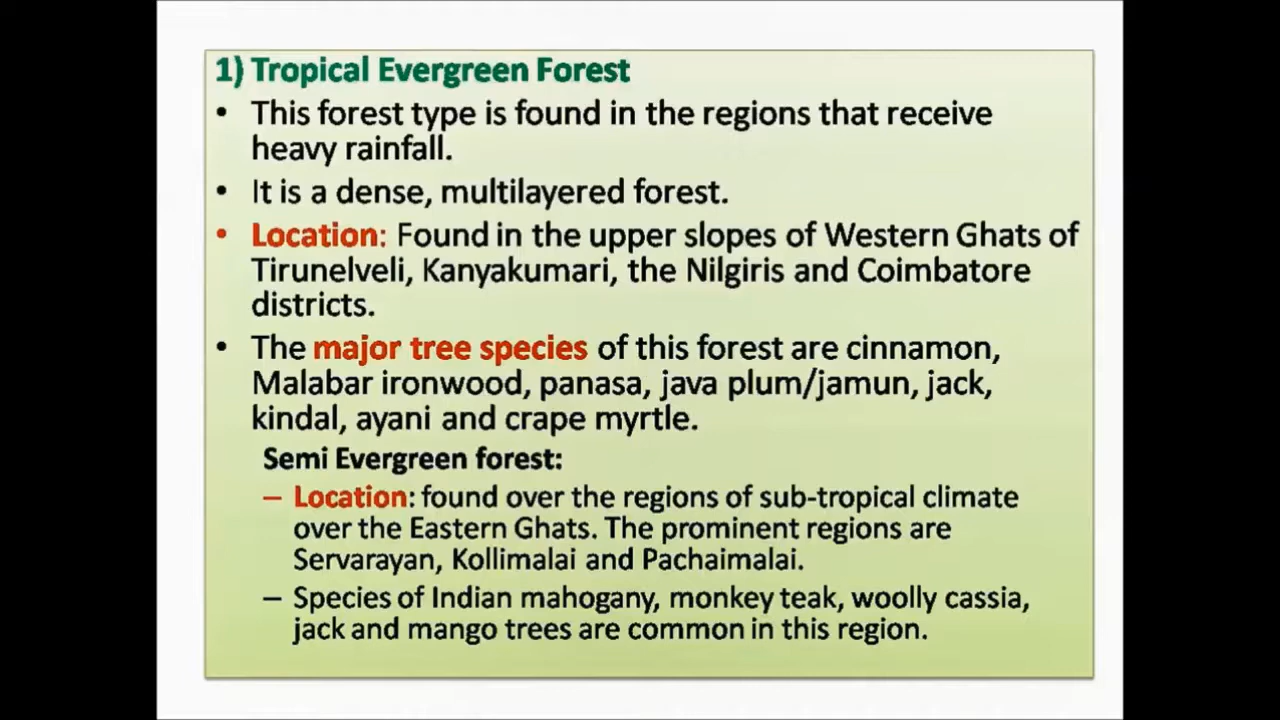 1) Tropical Evergreen Forest
• This forest type is found in the regions that receive
heavy rainfall.
• It is a dense, multilayered forest.
• Location: Found in the upper slopes of Western Ghats of
Tirunelveli, Kanyakumari, the Nilgiris and Coimbatore
districts.
• The major tree species of this forest are cinnamon,
Malabar ironwood, panasa, java plum/jamun, jack,
kindal, ayani and crape myrtle.
Semi Evergreen forest:
– Location: found over the regions of sub-tropical climate
over the Eastern Ghats. The prominent regions are
Servarayan, Kollimalai and Pachaimalai.
– Species of Indian mahogany, monkey teak, woolly cassia,
jack and mango trees are common in this region.